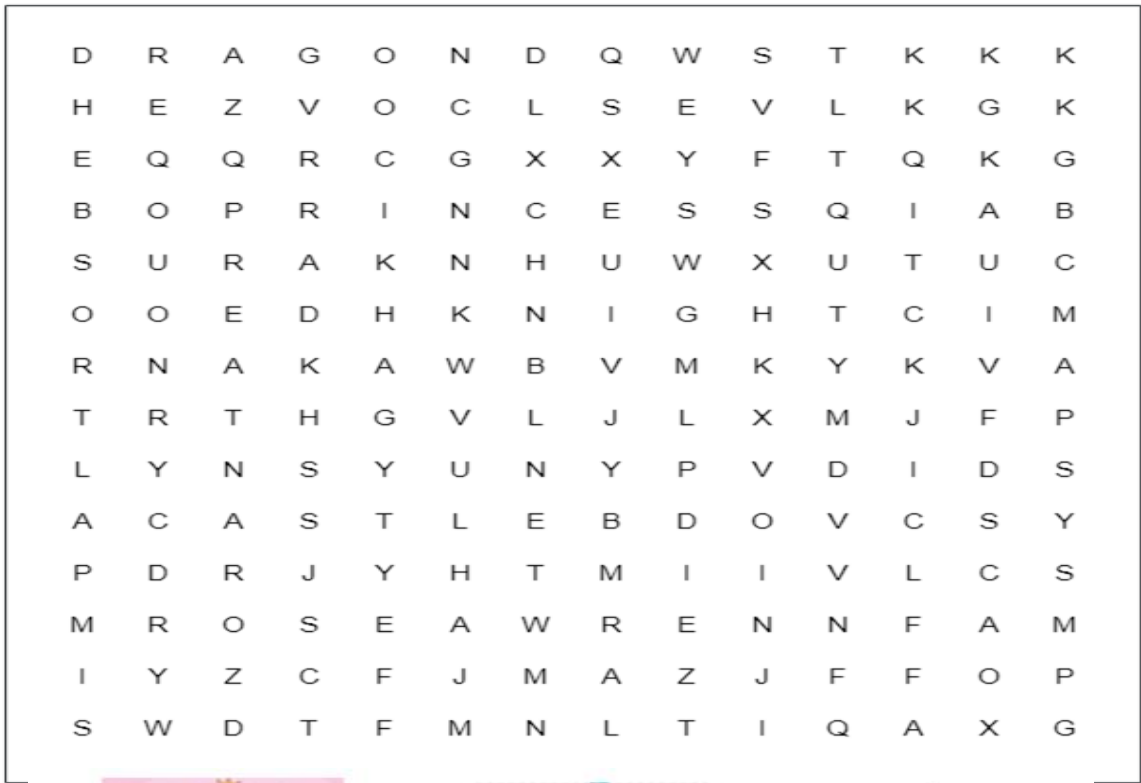 D R A G O N D Q W S T K K K
H E Z V O C L S E V L K G K
E Q Q R C G X X Y F T Q K G
B O P R I N C E S S Q I A B
S U R A K N H U W X U T U C
O O E D H K N I G H T C I M
R N A K A W B V M K Y K V A
T R T H G V L J L X M J F P
L Y N S Y U N Y P V D I D S
A C A S T L E B D O V C S Y
P D R J Y H T M I I V L C S
M R O S E A W R E N N F A M
I Y Z C F J M A Z J F F O P
S W D T F M N L T I Q A X G